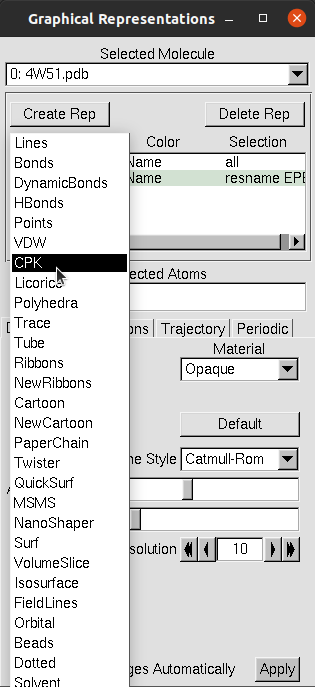 Graphical Representations
Selected Molecule
0: 4W51.pdb
Create Rep
Delete Rep
Color
Selection
Name
all
Name
resname EPE
ected Atoms
Lines
Bonds
DynamicBonds
HBonds
Points
VDW
CPK
Licorice
Polyhedra
Trace
Tube
Ribbons
NewRibbons
Cartoon
NewCartoon
PaperChain
Twister
QuickSurf
MSMS
NanoShaper
Surf
VolumeSlice
Isosurface
FieldLines
Orbital
Beads
Dotted
Solvent
D
ons
Trajectory
Periodic
Material
Opaque
Default
ne Style
Catmull-Rom
A
solution
10
ges Automatically
Apply